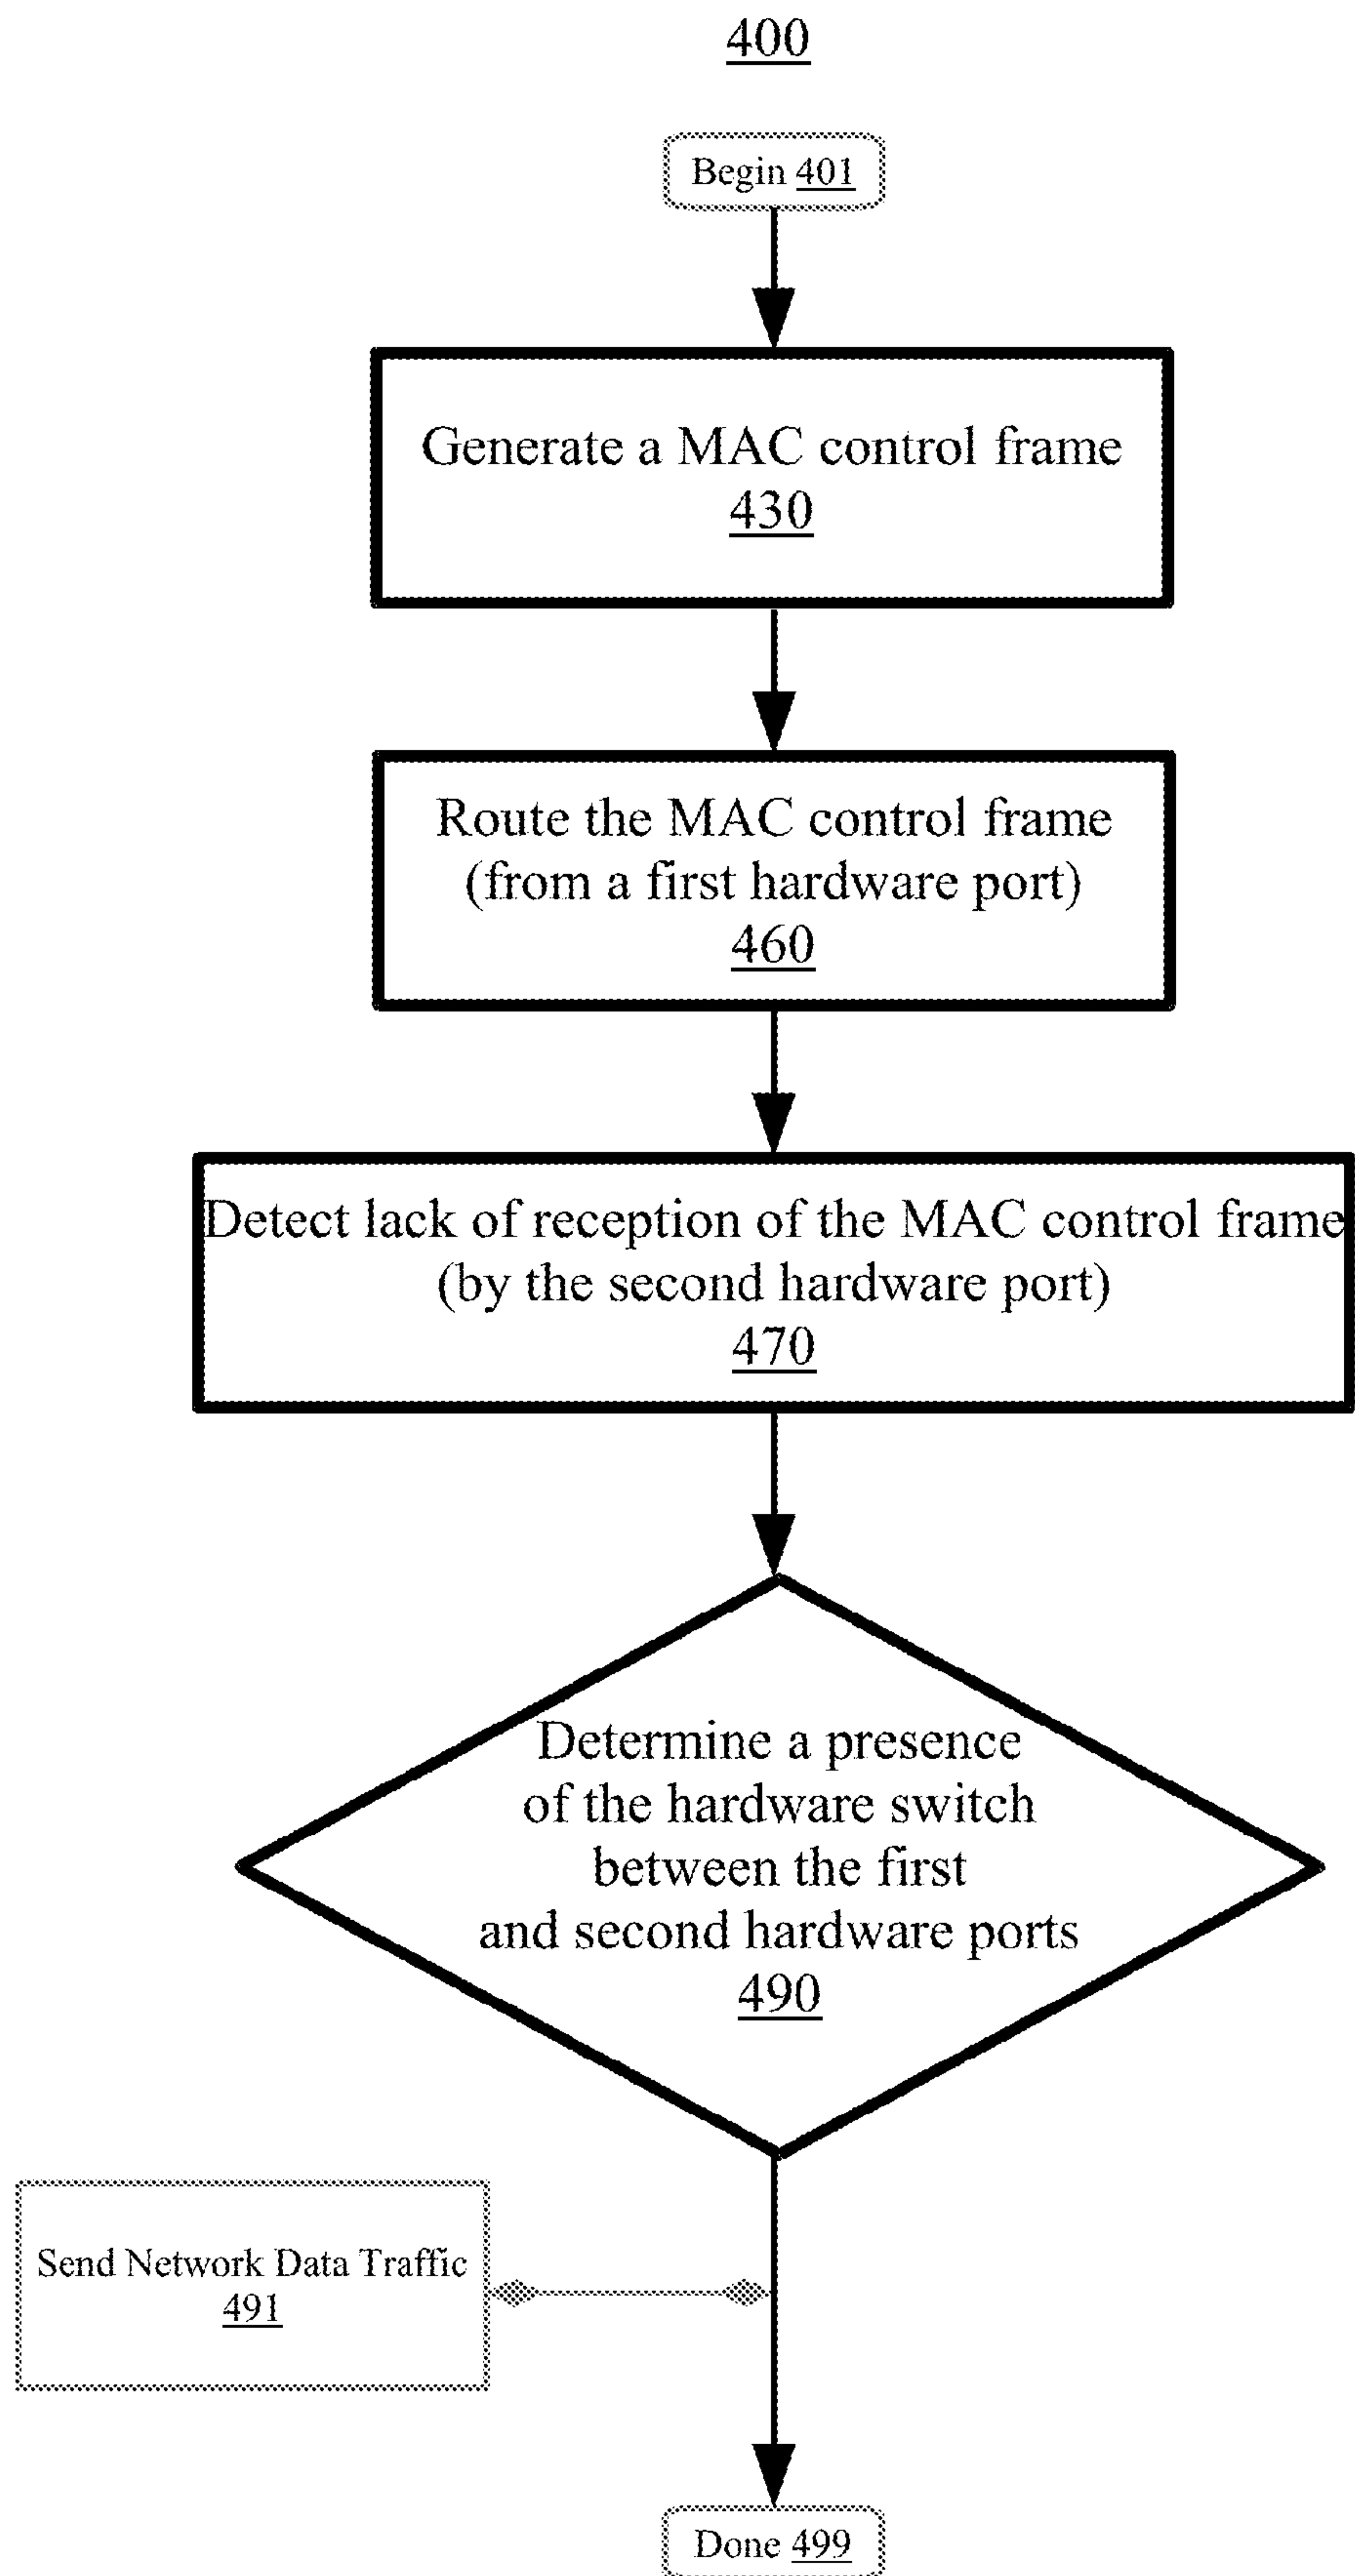 400
Begin 401
Generate a MAC control frame
430
Route the MAC control frame
(from a first hardware port)
460
Detect lack of reception of the MAC control frame
(by the second hardware port)
470
Determine a presence
of the hardware switch
between the first
and second hardware ports
490
Send Network Data Traffic
491
Done 499